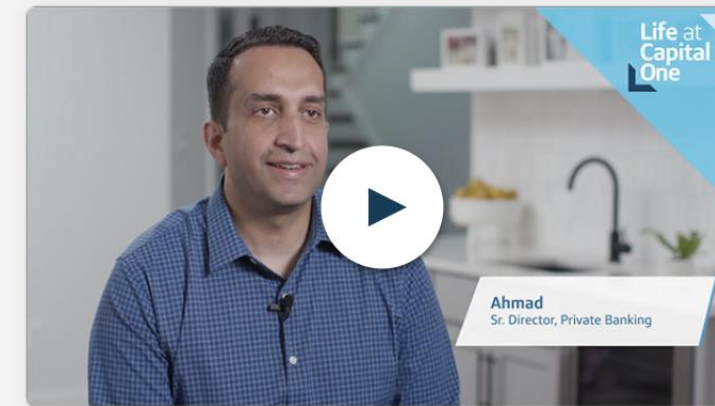 Life at
Capital
One
Ahmad
Sr. Director, Private Banking